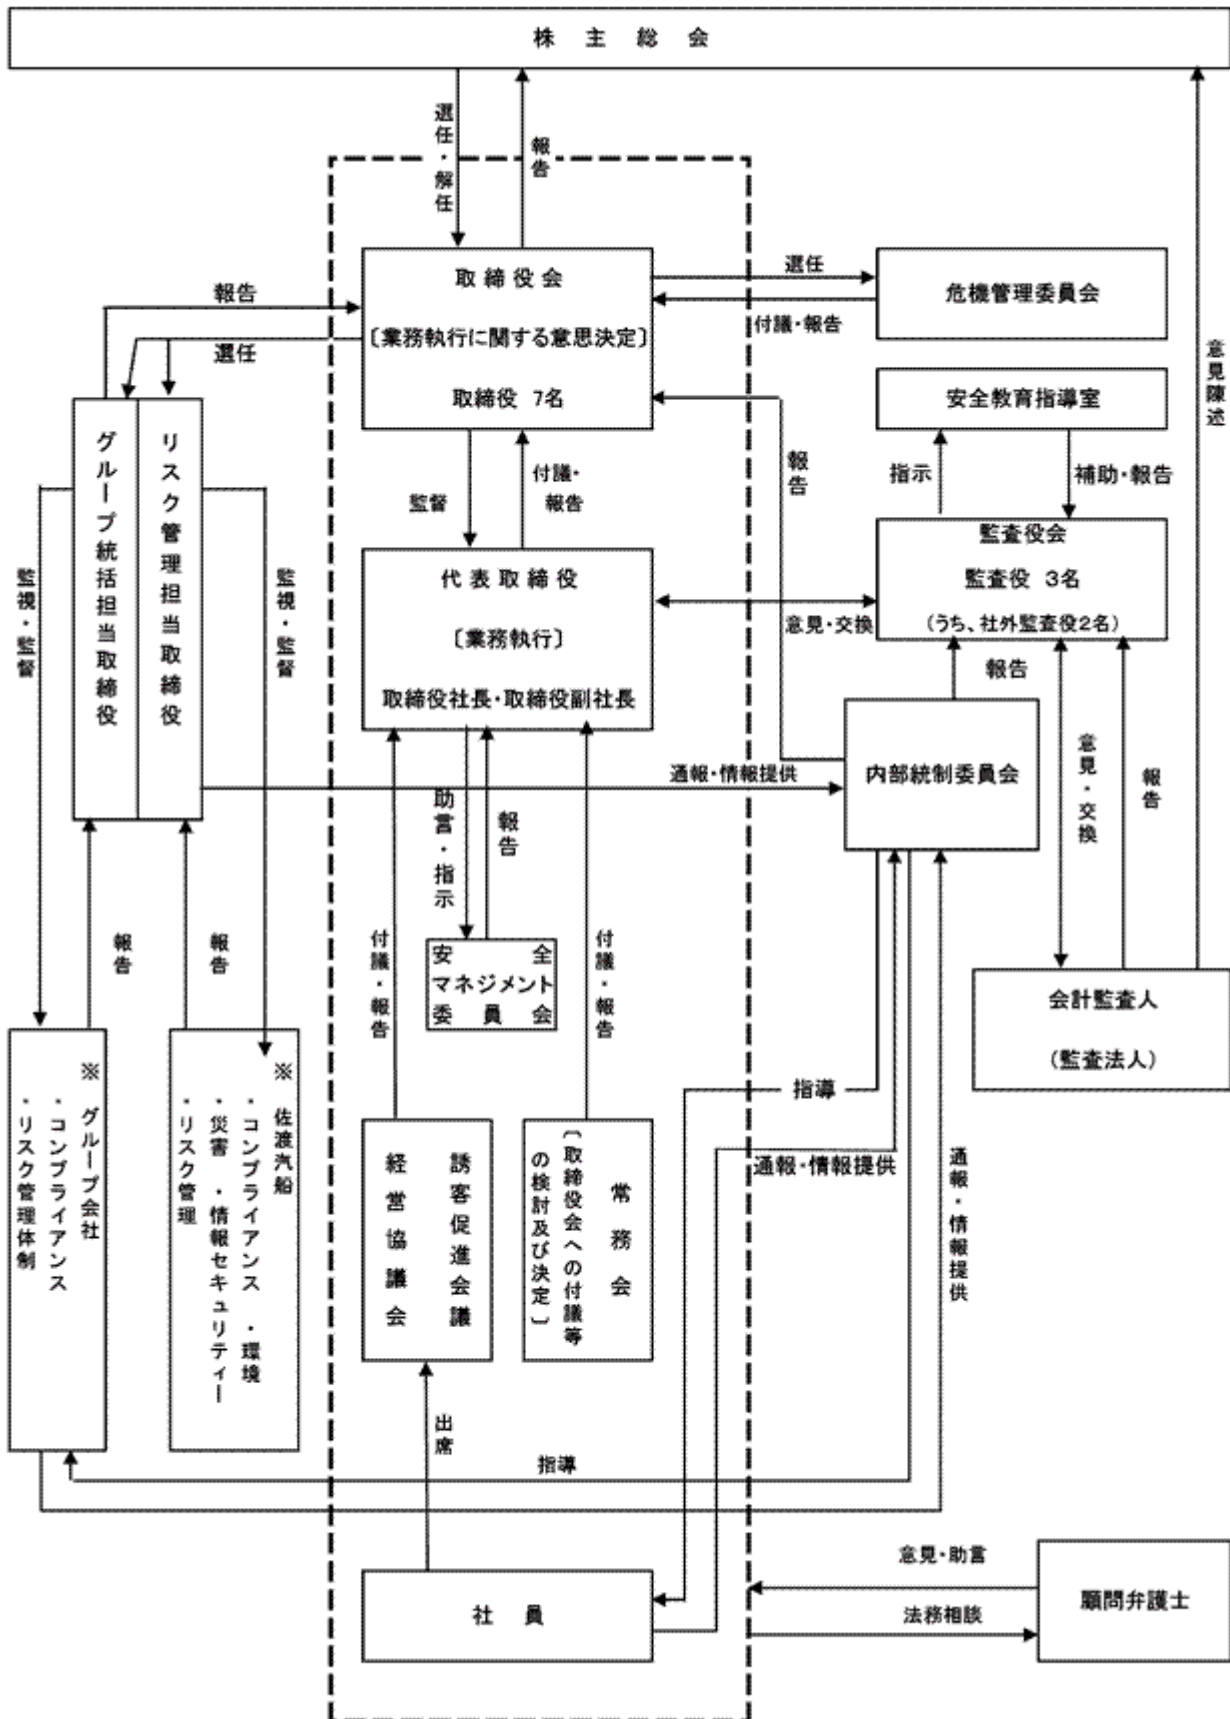 株主総会
選任・解任
報告
取締役会
〔業務執行に関する意思決定〕
取締役 7名
選任
付議・報告
危機管理委員会
意見陳述
報告
選任
安全教育指導室
グループ統括担当取締役
リスク管理担当取締役
監督
付議・
報告
報告
指示
補助・報告
監査役会
監査役 3名
(うち、社外監査役2名)
代表取締役
〔業務執行〕
取締役社長・取締役副社長
意見・交換
監視・監督
監視・監督
報告
内部統制委員会
通報・情報提供
意見・交換
報告
助言・指示
報告
付議・報告
付議・報告
安全
マネジメント
委員会
報告
報告
会計監査人
(監査法人)
※ グループ会社
・コンプライアンス
・リスク管理体制
※ 佐渡汽船
・コンプライアンス ・環境
・災害 ・情報セキュリティー
・リスク管理
指導
誘客促進会議
経営協議会
常務会
〔取締役会への付議等
の検討及び決定〕
通報・情報提供
通報・情報提供
出席
指導
社員
意見・助言
法務相談
顧問弁護士